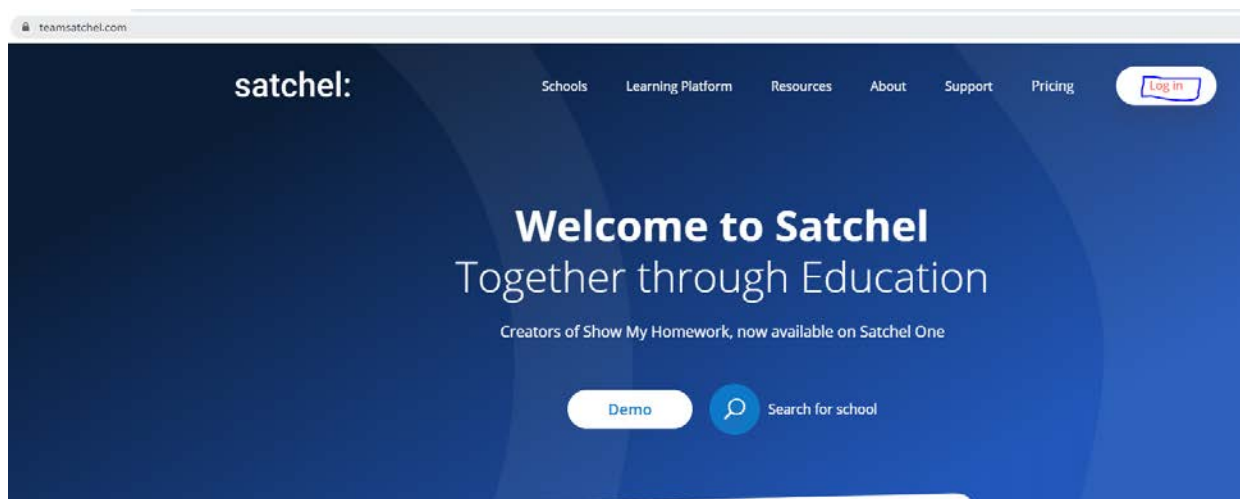 teamsatchel.com
satchel: Schools Learning Platform Resources About Support Pricing Log in
Welcome to Satchel
Together through Education
Creators of Show My Homework, now available on Satchel One
Demo Search for school